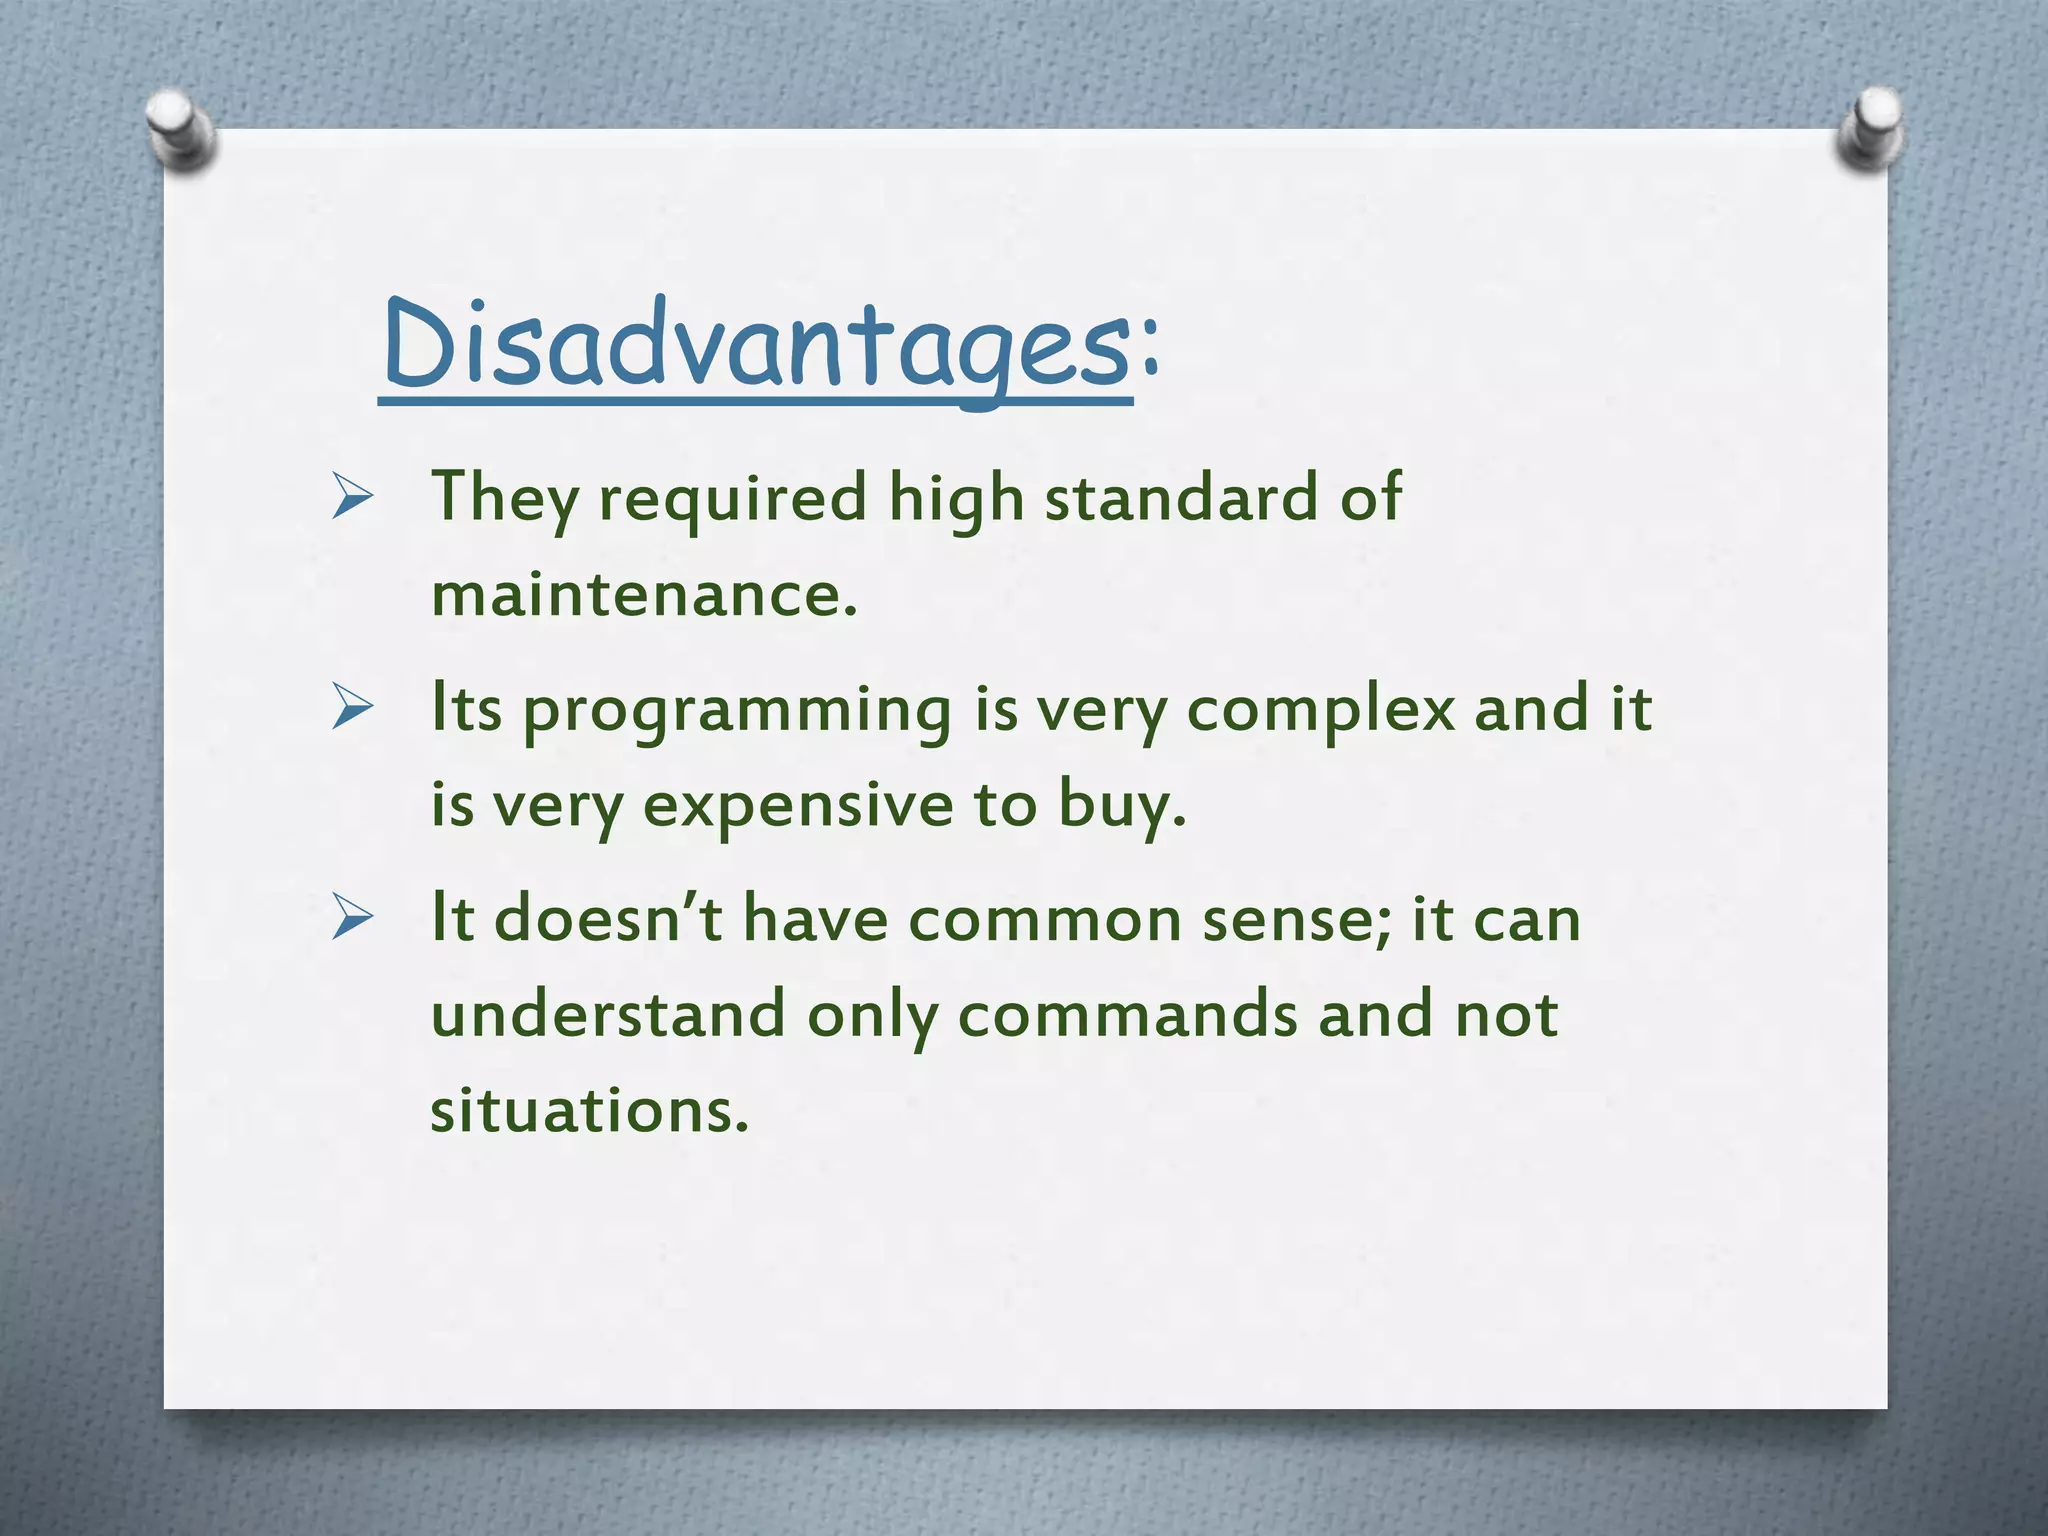 Disadvantages:
➢ They required high standard of
maintenance.
➢ Its programming is very complex and it
is very expensive to buy.
➢ It doesn’t have common sense; it can
understand only commands and not
situations.